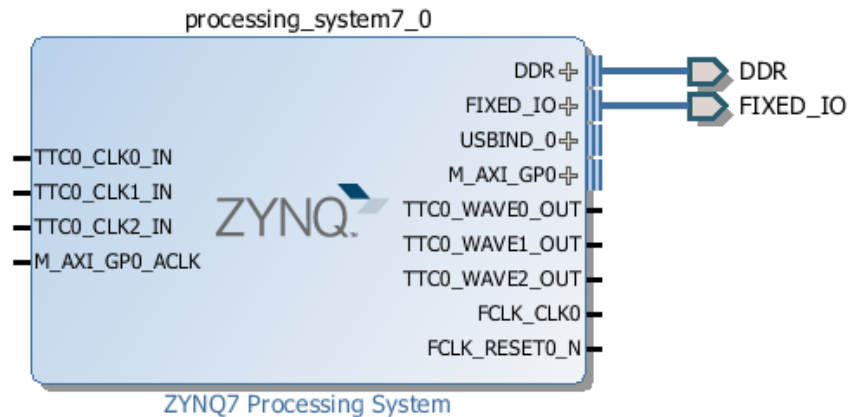 processing_system7_0
DDR
FIXED_IO
USBIND_0
M_AXI_GP0
TTC0_WAVE0_OUT
TTC0_WAVE1_OUT
TTC0_WAVE2_OUT
FCLK_CLK0
FCLK_RESET0_N
TTC0_CLK0_IN
TTC0_CLK1_IN
TTC0_CLK2_IN
M_AXI_GP0_ACLK
ZYNQ
DDR
FIXED_IO
ZYNQ7 Processing System